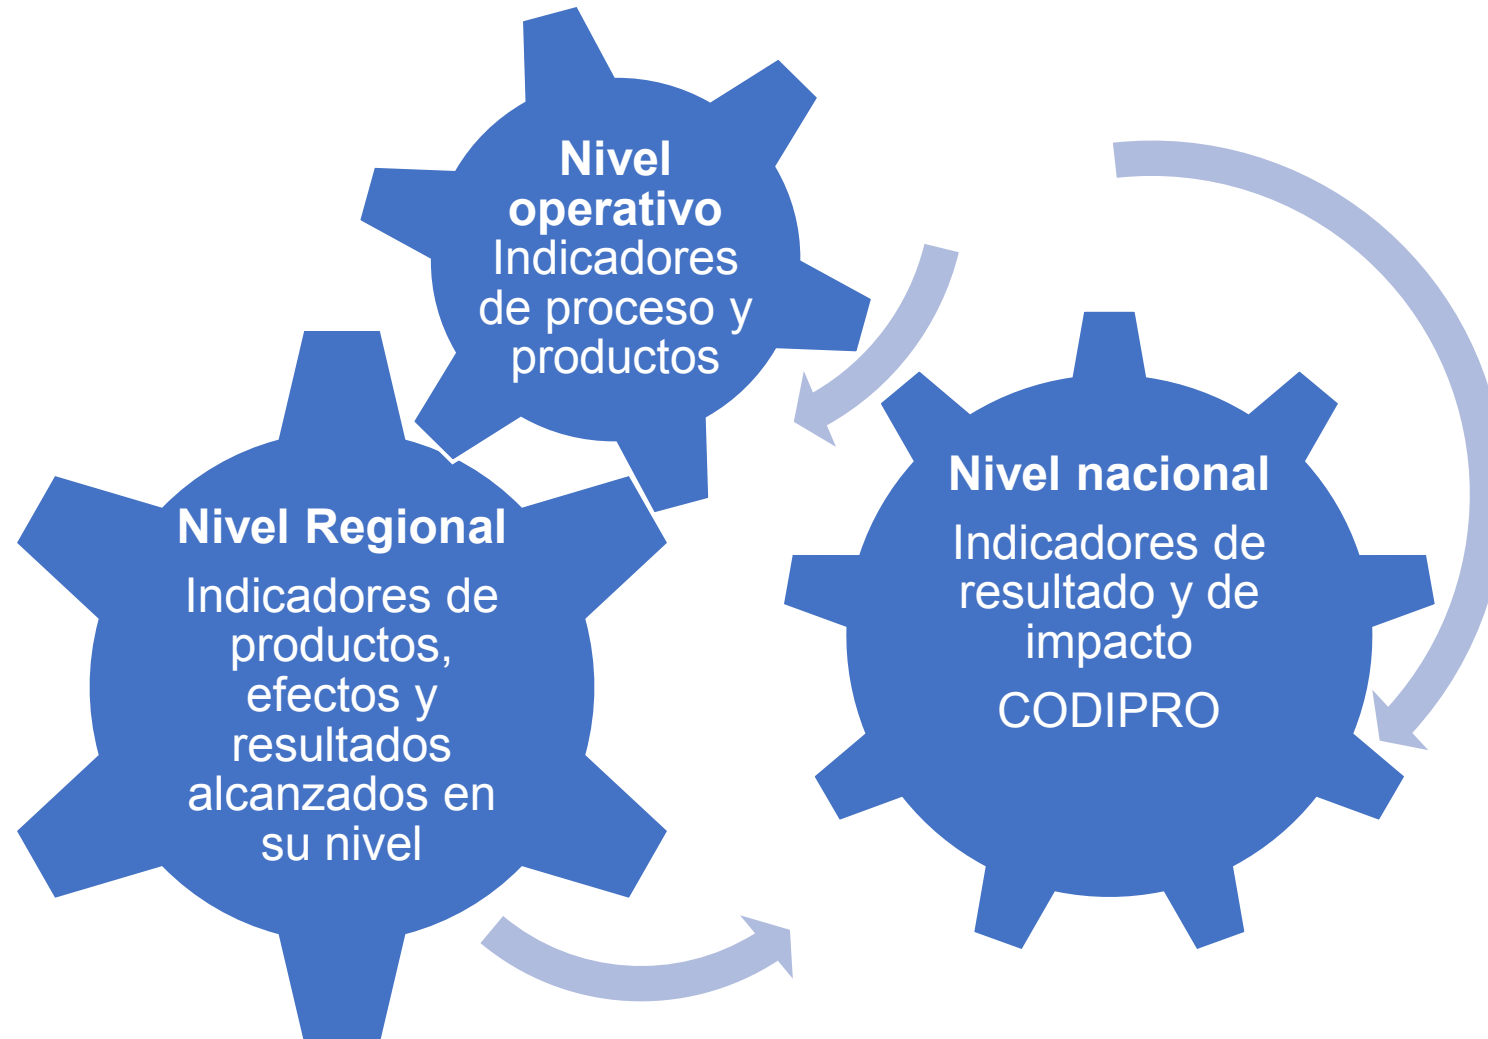 Nivel
operativo
Indicadores
de proceso y
productos
Nivel Regional
Indicadores de
productos,
efectos y
resultados
alcanzados en
su nivel
Nivel nacional
Indicadores de
resultado y de
impacto
CODIPRO